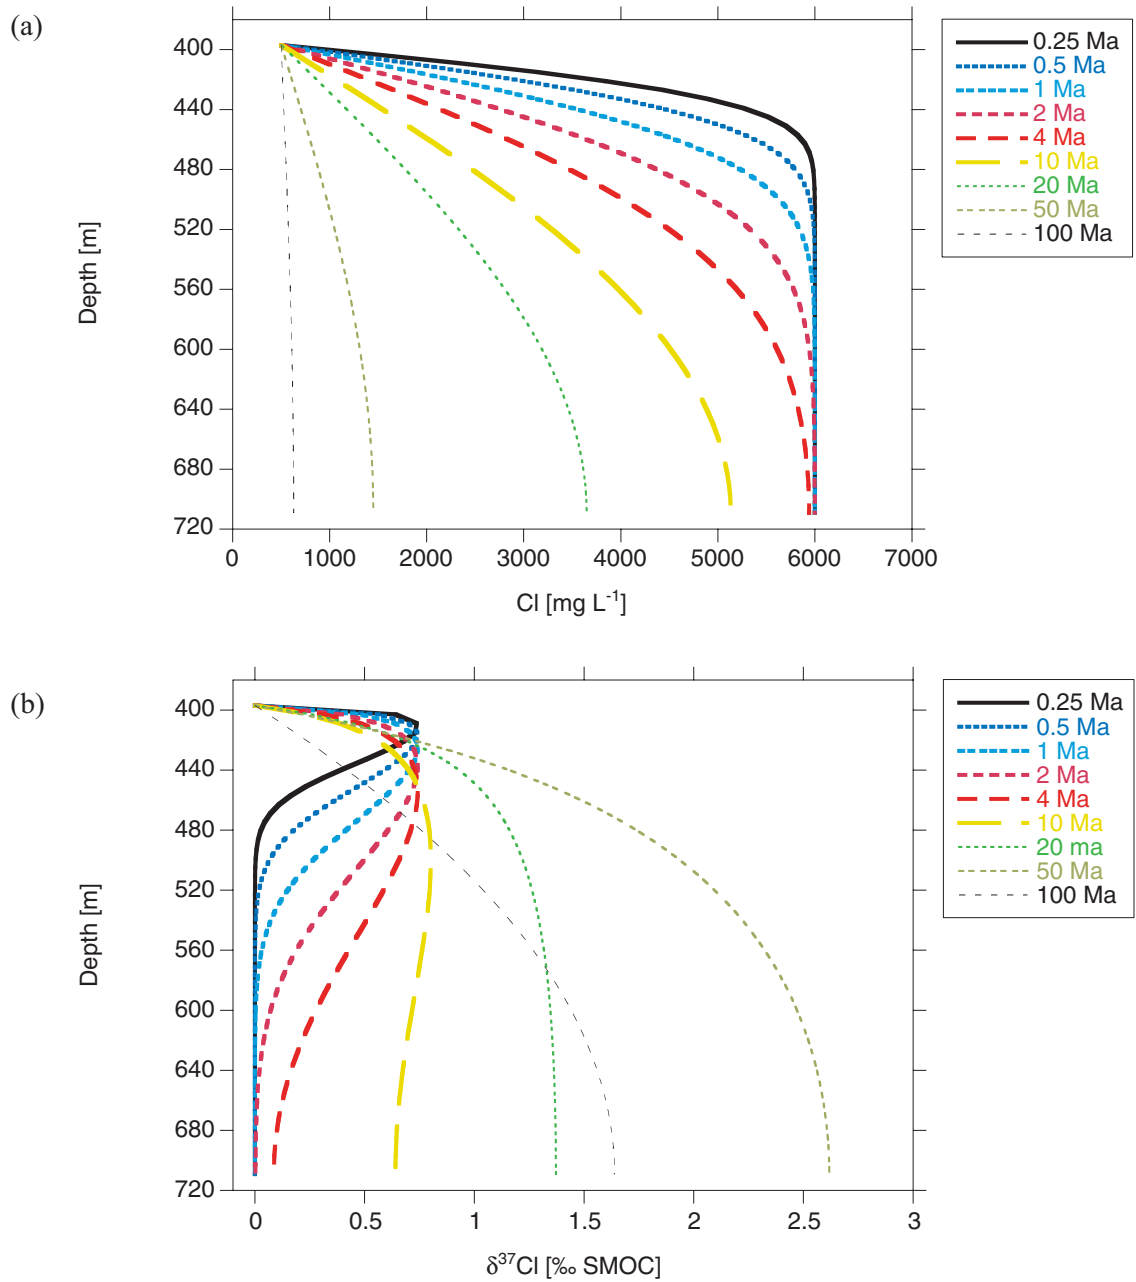 (a)
400
440
480
520
560
600
640
680
720
Depth [m]
0 1000 2000 3000 4000 5000 6000 7000
Cl [mg L⁻¹]
0.25 Ma
0.5 Ma
1 Ma
2 Ma
4 Ma
10 Ma
20 Ma
50 Ma
100 Ma
(b)
400
440
480
520
560
600
640
680
720
Depth [m]
0 0.5 1 1.5 2 2.5 3
δ³⁷Cl [‰ SMOC]
0.25 Ma
0.5 Ma
1 Ma
2 Ma
4 Ma
10 Ma
20 ma
50 Ma
100 Ma